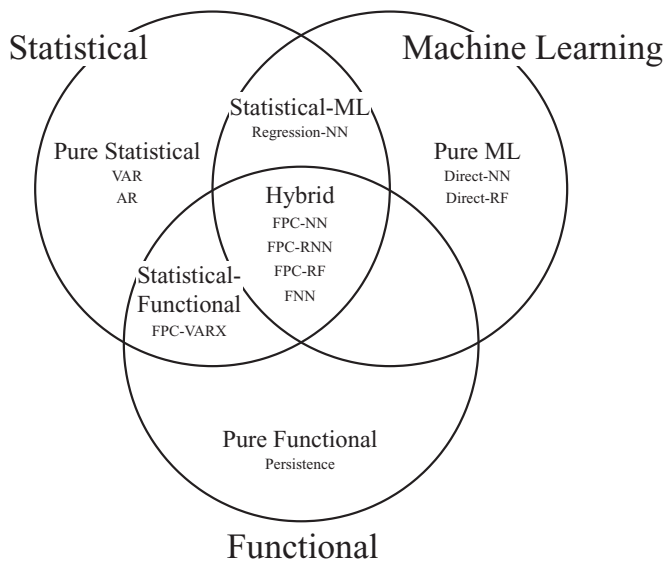 Statistical
Machine Learning
Statistical-ML
Regression-NN
Pure Statistical
VAR
AR
Pure ML
Direct-NN
Direct-RF
Hybrid
FPC-NN
FPC-RNN
FPC-RF
FNN
Statistical-
Functional
FPC-VARX
Pure Functional
Persistence
Functional